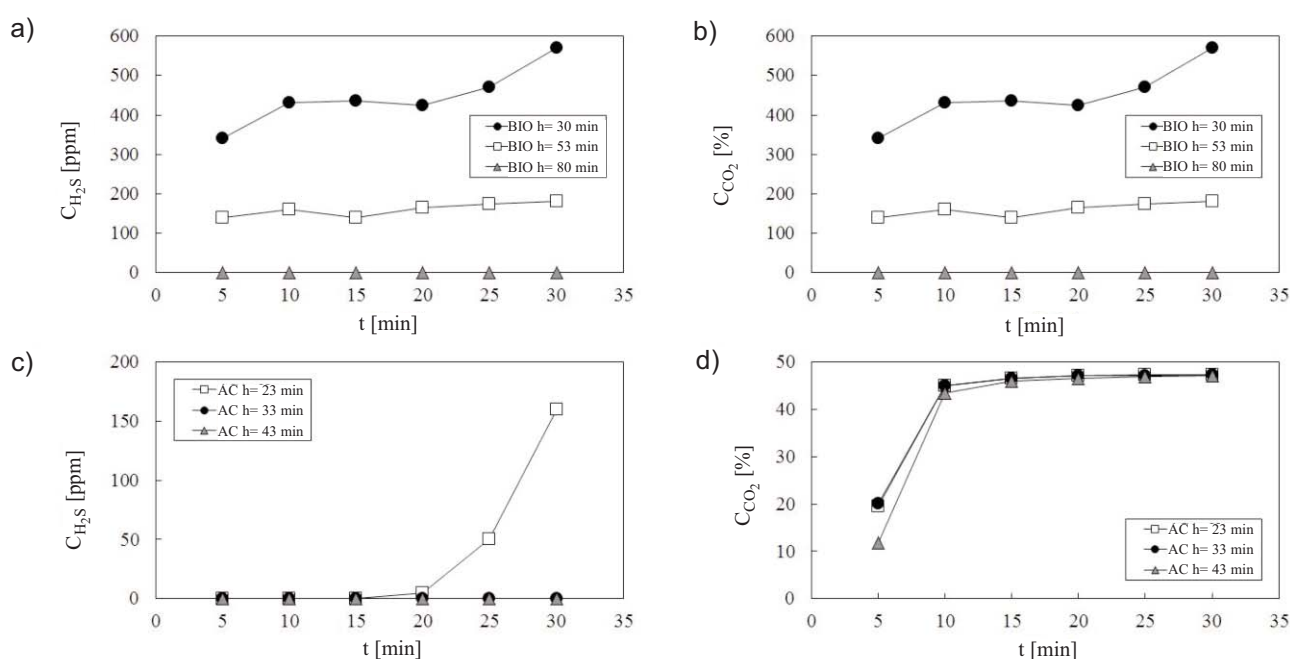 a)
600
500
400
300
200
100
0
C_H₂S [ppm]
BIO h= 30 min
BIO h= 53 min
BIO h= 80 min
0 5 10 15 20 25 30 35
t [min]
b)
600
500
400
300
200
100
0
C_CO₂ [%]
BIO h= 30 min
BIO h= 53 min
BIO h= 80 min
0 5 10 15 20 25 30 35
t [min]
c)
200
150
100
50
0
C_H₂S [ppm]
AC h= ‾23 min
AC h= 33 min
AC h= 43 min
0 5 10 15 20 25 30 35
t [min]
d)
50
40
30
20
10
0
C_CO₂ [%]
AC h= ‾23 min
AC h= 33 min
AC h= 43 min
0 5 10 15 20 25 30 35
t [min]